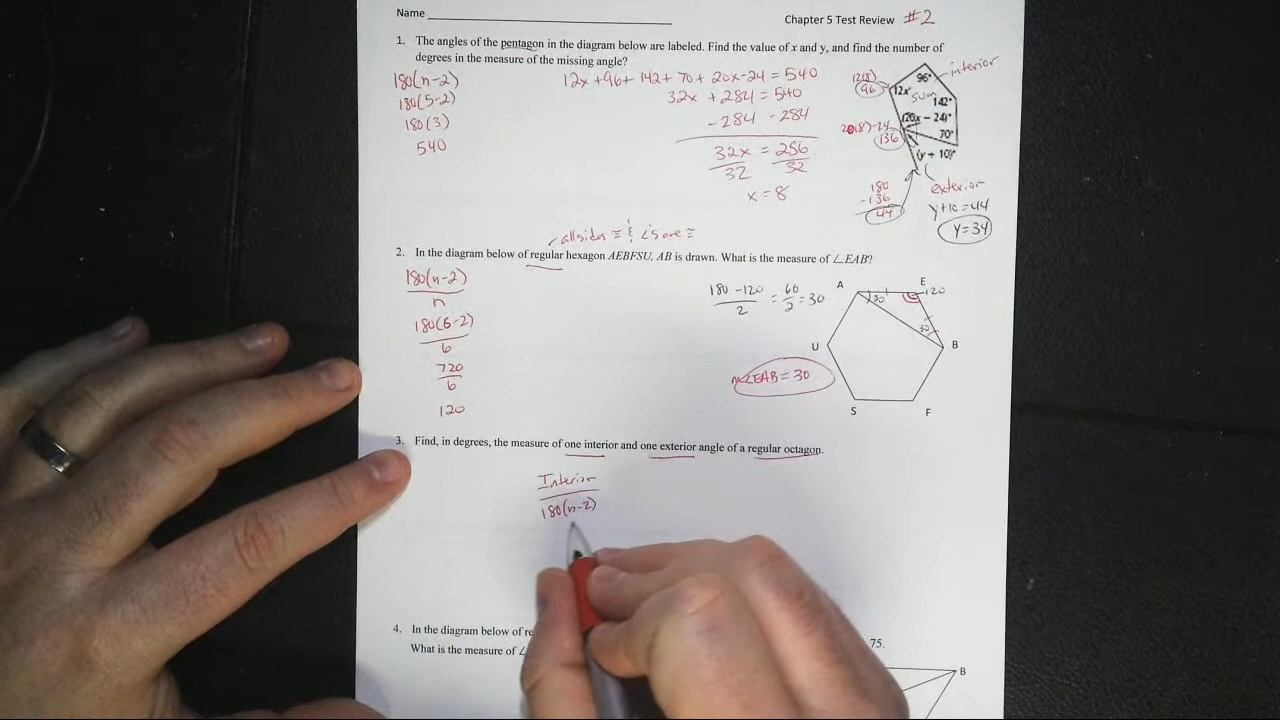 Name
Chapter 5 Test Review #2
1. The angles of the pentagon in the diagram below are labeled. Find the value of x and y, and find the number of
degrees in the measure of the missing angle?
180(n-2)
180(5-2)
180(3)
540
12x+96+142+70+20x-24=540
32x+284=540
-284 -284
32x = 256
32 32
x=8
12(8)
96
96°
interior
12x°
sum
142°
(20x - 24)°
70°
(y + 10)°
20(8)-24
136
180
-136
44
exterior
y+10=44
y=34
all sides ≅ & ∠'s are ≅
2. In the diagram below of regular hexagon AEBFSU, AB is drawn. What is the measure of ∠EAB?
180(n-2)
n
180(6-2)
6
720
6
120
180-120
2
= 60
2
= 30
A
E
120
30
30
U
B
S
F
m∠EAB=30
3. Find, in degrees, the measure of one interior and one exterior angle of a regular octagon.
Interior
180(n-2)
4. In the diagram below of re
75.
What is the measure of ∠
B